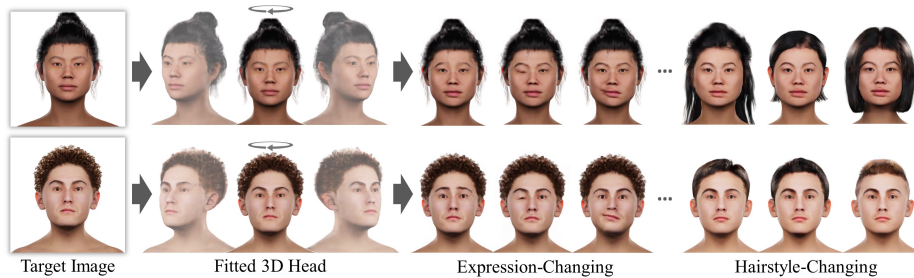 Target Image
Fitted 3D Head
Expression-Changing
Hairstyle-Changing